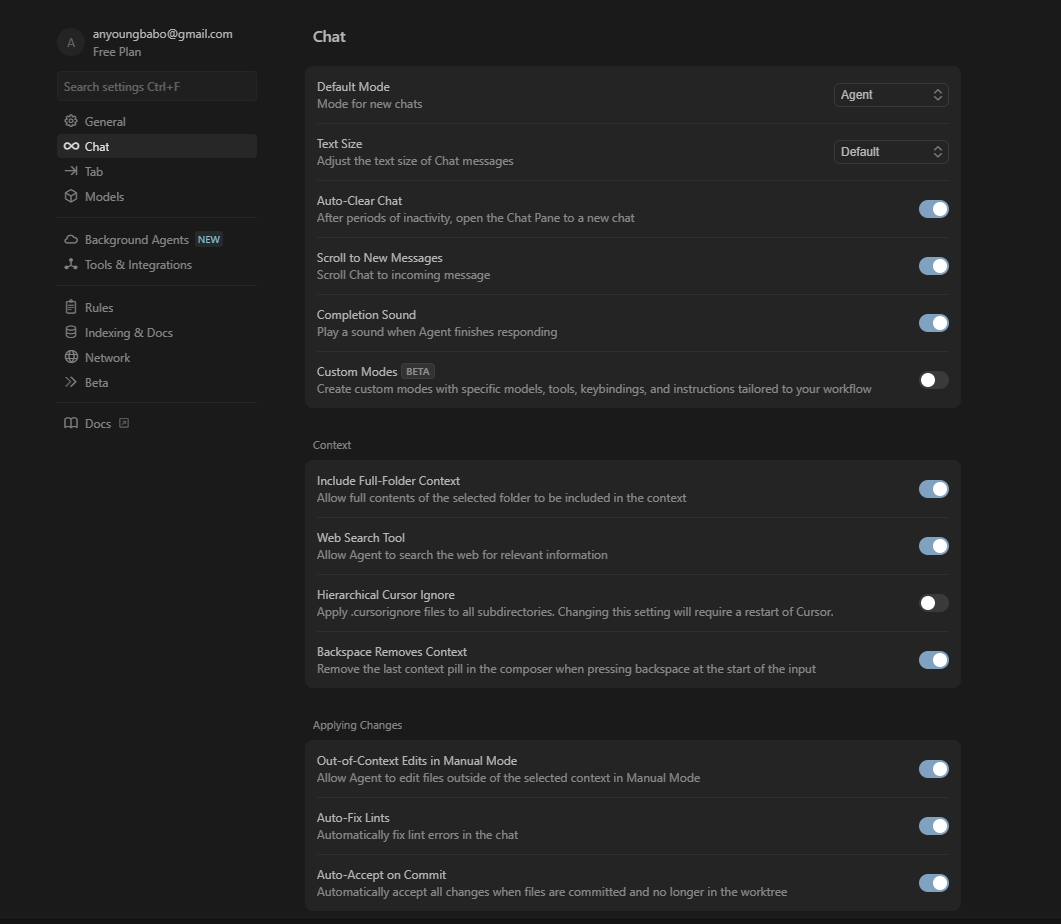 A
anyoungbabo@gmail.com
Free Plan
Search settings Ctrl+F
General
Chat
Tab
Models
Background Agents NEW
Tools & Integrations
Rules
Indexing & Docs
Network
Beta
Docs
Chat
Default Mode
Mode for new chats
Agent
Text Size
Adjust the text size of Chat messages
Default
Auto-Clear Chat
After periods of inactivity, open the Chat Pane to a new chat
Scroll to New Messages
Scroll Chat to incoming message
Completion Sound
Play a sound when Agent finishes responding
Custom Modes BETA
Create custom modes with specific models, tools, keybindings, and instructions tailored to your workflow
Context
Include Full-Folder Context
Allow full contents of the selected folder to be included in the context
Web Search Tool
Allow Agent to search the web for relevant information
Hierarchical Cursor Ignore
Apply .cursorignore files to all subdirectories. Changing this setting will require a restart of Cursor.
Backspace Removes Context
Remove the last context pill in the composer when pressing backspace at the start of the input
Applying Changes
Out-of-Context Edits in Manual Mode
Allow Agent to edit files outside of the selected context in Manual Mode
Auto-Fix Lints
Automatically fix lint errors in the chat
Auto-Accept on Commit
Automatically accept all changes when files are committed and no longer in the worktree